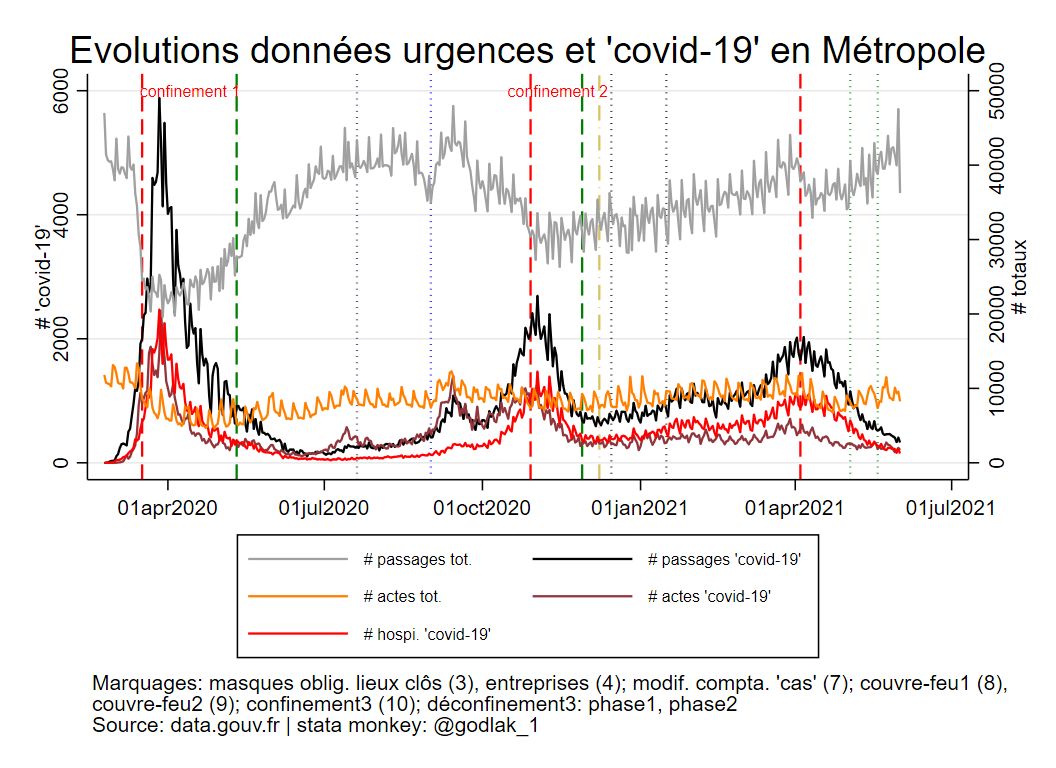 Evolutions données urgences et 'covid-19' en Métropole
confinement 1
confinement 2
# 'covid-19'
0
2000
4000
6000
# totaux
0
10000
20000
30000
40000
50000
01apr2020
01jul2020
01oct2020
01jan2021
01apr2021
01jul2021
# passages tot.
# passages 'covid-19'
# actes tot.
# actes 'covid-19'
# hospi. 'covid-19'
Marquages: masques oblig. lieux clôs (3), entreprises (4); modif. compta. 'cas' (7); couvre-feu1 (8),
couvre-feu2 (9); confinement3 (10); déconfinement3: phase1, phase2
Source: data.gouv.fr | stata monkey: @godlak_1